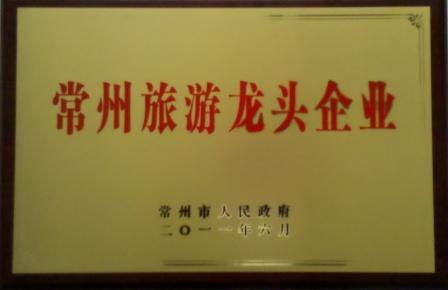 常州旅游龙头企业
常州市人民政府
二〇一一年六月